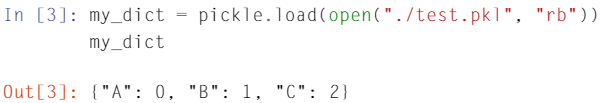 In [3]: my_dict = pickle.load(open("./test.pkl", "rb"))
my_dict
Out[3]: {"A": 0, "B": 1, "C": 2}